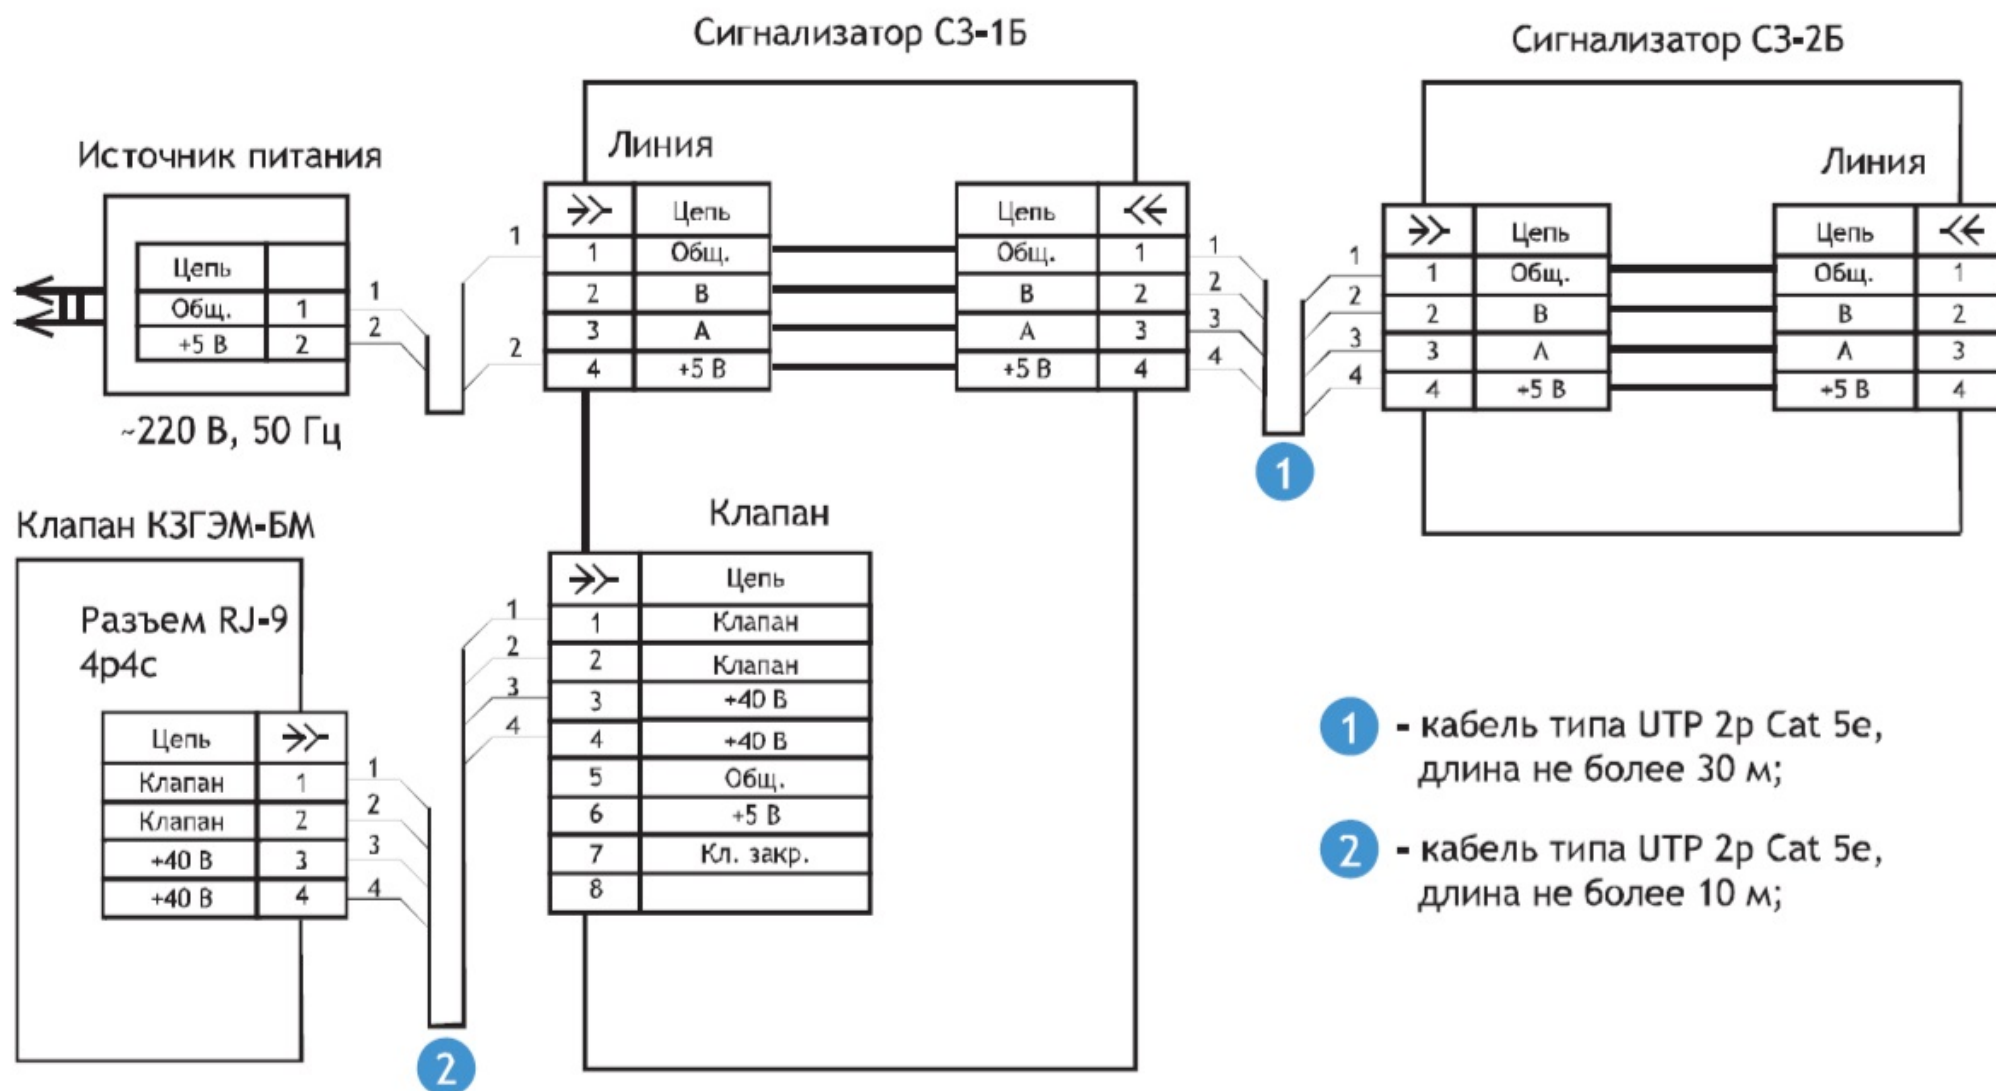 Сигнализатор СЗ-1Б
Сигнализатор СЗ-2Б
Источник питания
Цепь
Общ. 1
+5 В 2
1
2
~220 В, 50 Гц
1
2
Линия
Цепь
1 Общ.
2 В
3 А
4 +5 В
Цепь
Общ. 1
В 2
А 3
+5 В 4
1
2
3
4
1
1
2
3
4
Линия
Цепь
1 Общ.
2 В
3 А
4 +5 В
Цепь
Общ. 1
В 2
А 3
+5 В 4
Клапан КЗГЭМ-БМ
Разъем RJ-9
4p4c
Цепь
Клапан 1
Клапан 2
+40 В 3
+40 В 4
1
2
3
4
2
1
2
3
4
Клапан
Цепь
1 Клапан
2 Клапан
3 +40 В
4 +40 В
5 Общ.
6 +5 В
7 Кл. закр.
8
1 - кабель типа UTP 2p Cat 5e,
длина не более 30 м;
2 - кабель типа UTP 2p Cat 5e,
длина не более 10 м;